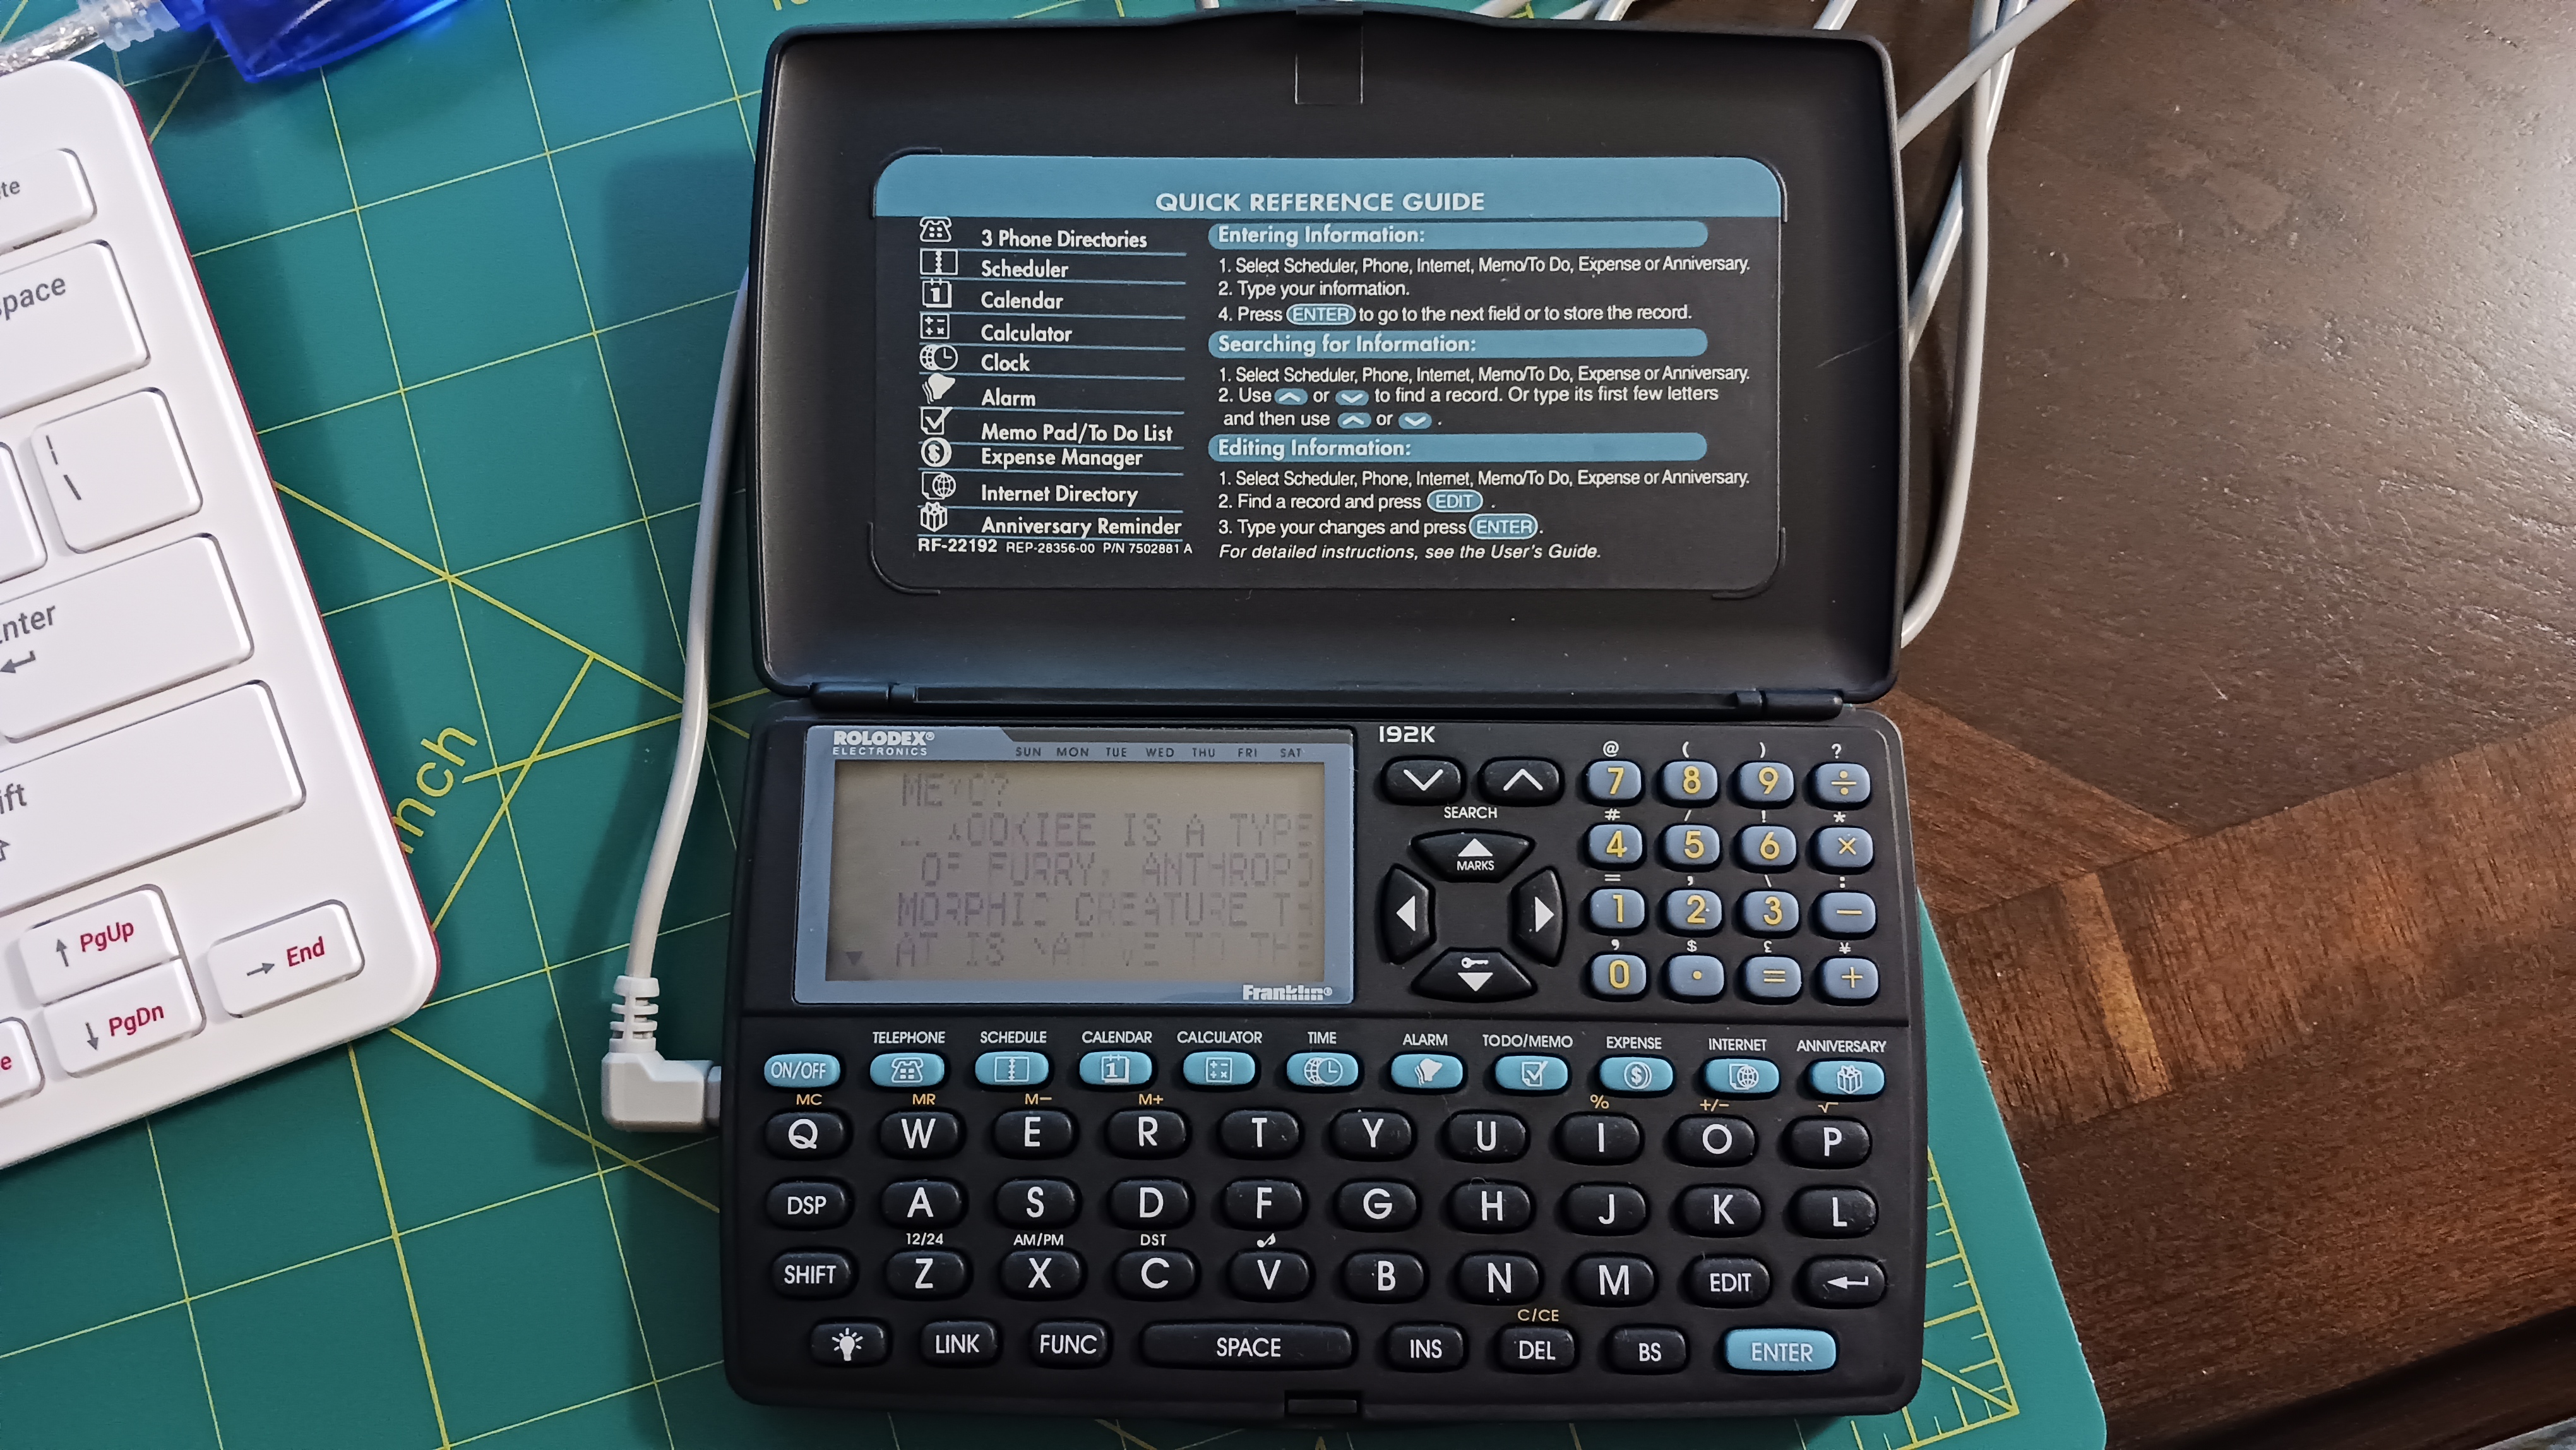 QUICK REFERENCE GUIDE
3 Phone Directories
Scheduler
Calendar
Calculator
Clock
Alarm
Memo Pad/To Do List
Expense Manager
Internet Directory
Anniversary Reminder
RF-22192 REP-28356-00 P/N 7502881 A
Entering Information:
1. Select Scheduler, Phone, Internet, Memo/To Do, Expense or Anniversary.
2. Type your information.
4. Press ENTER to go to the next field or to store the record.
Searching for Information:
1. Select Scheduler, Phone, Internet, Memo/To Do, Expense or Anniversary.
2. Use or to find a record. Or type its first few letters
and then use or .
Editing Information:
1. Select Scheduler, Phone, Internet, Memo/To Do, Expense or Anniversary.
2. Find a record and press EDIT .
3. Type your changes and press ENTER.
For detailed instructions, see the User's Guide.
ROLODEX®
ELECTRONICS
SUN MON TUE WED THU FRI SAT
IS A TYPE
OF FURRY, ANTHROPO
MORPHIC CREATURE TH
AT IS THE
Franklin®
192K
SEARCH
MARKS
@ ( ) ?
7 8 9 ÷
# / ! *
4 5 6 ×
= ; \ :
1 2 3 −
' $ £ ¥
0 . = +
TELEPHONE SCHEDULE CALENDAR CALCULATOR TIME ALARM TODO/MEMO EXPENSE INTERNET ANNIVERSARY
ON/OFF
MC MR M− M+ % +/− √
Q W E R T Y U I O P
DSP A S D F G H J K L
12/24 AM/PM DST
SHIFT Z X C V B N M EDIT
C/CE
LINK FUNC SPACE INS DEL BS ENTER
te
pace
\
nter
ift
PgUp
PgDn
End
e
inch